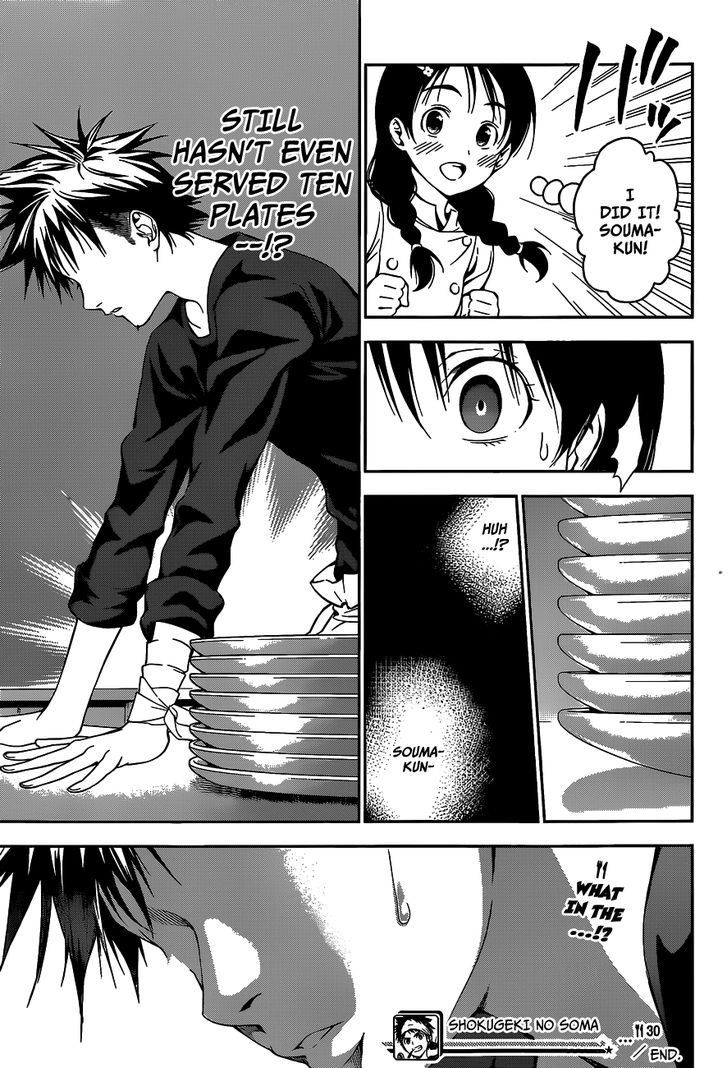 I
DID IT!
SOUMA-
KUN!
HUH
...!?
SOUMA-
KUN-
STILL
HASN'T EVEN
SERVED TEN
PLATES
--!?
WHAT
IN THE
...!?
SHOKUGEKI NO SOMA
... 30
/ END.